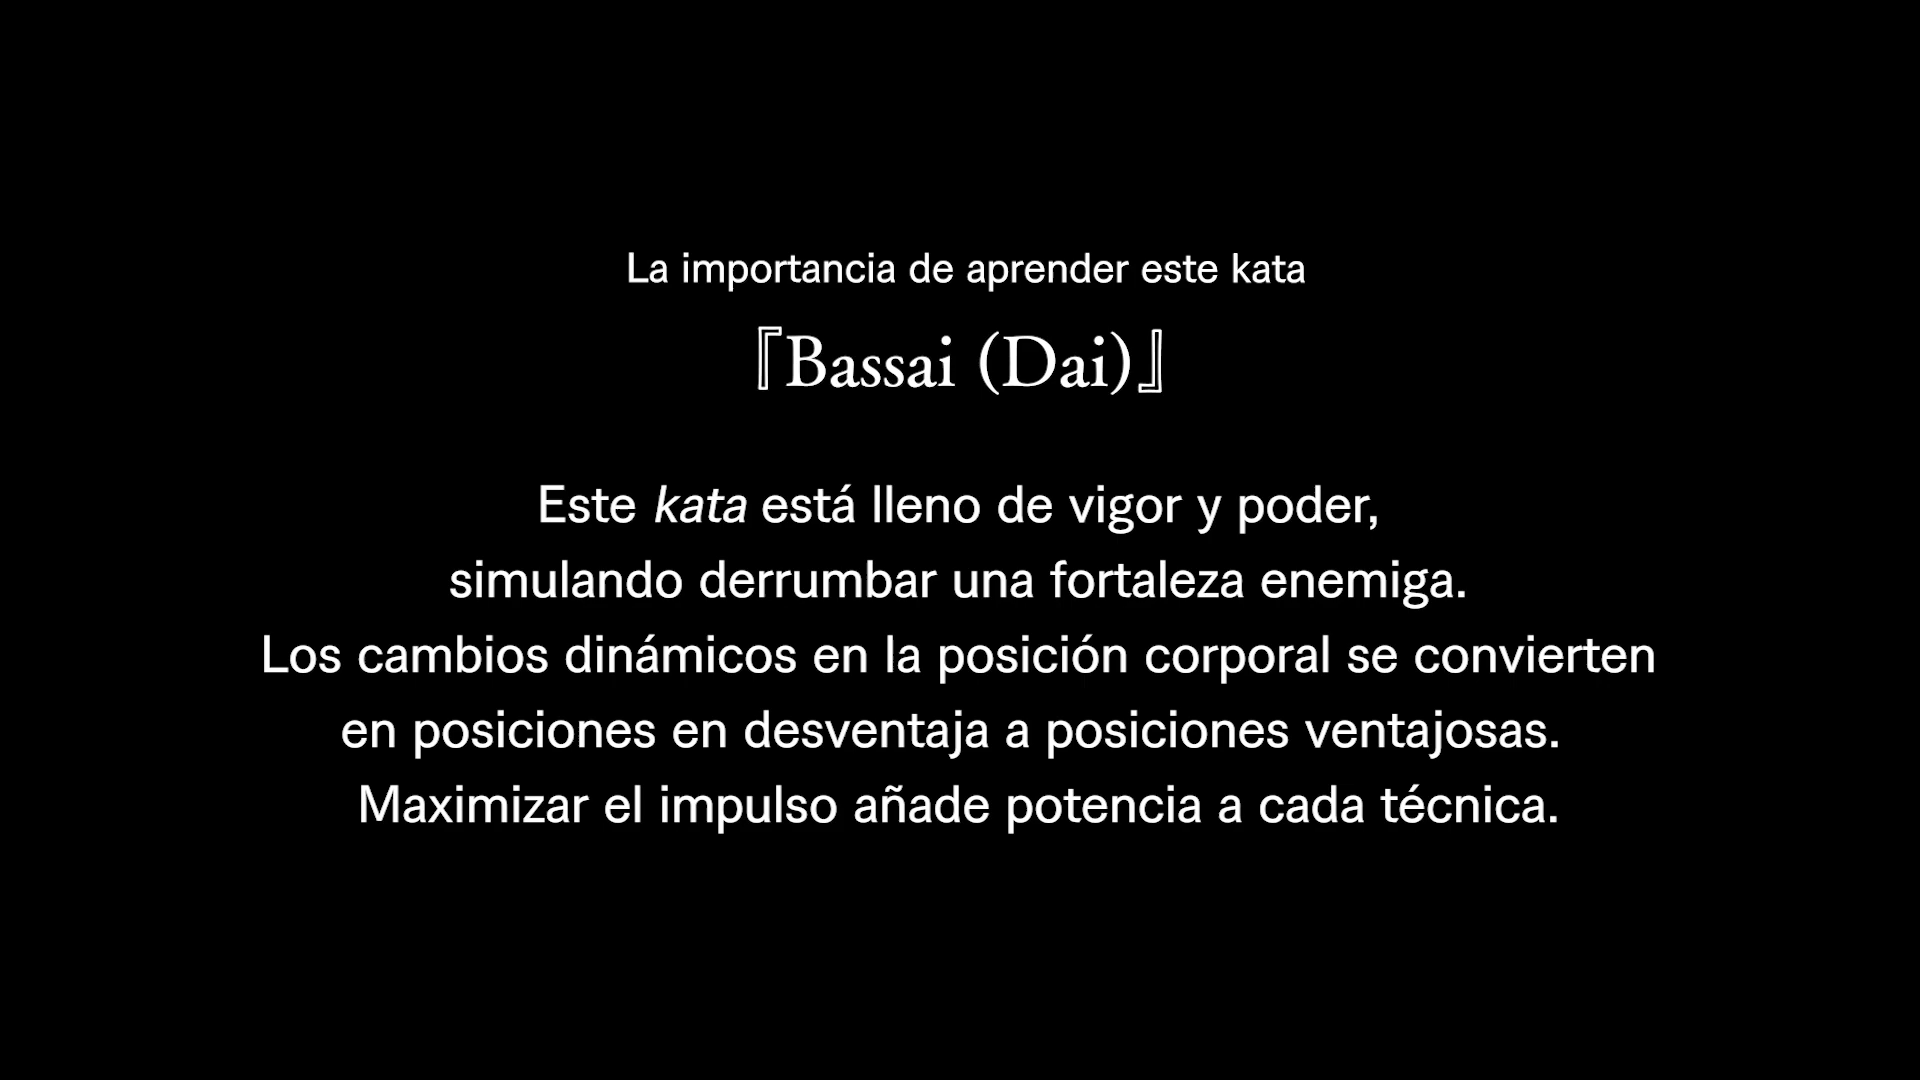 La importancia de aprender este kata
『Bassai (Dai)』
Este kata está lleno de vigor y poder,
simulando derrumbar una fortaleza enemiga.
Los cambios dinámicos en la posición corporal se convierten
en posiciones en desventaja a posiciones ventajosas.
Maximizar el impulso añade potencia a cada técnica.